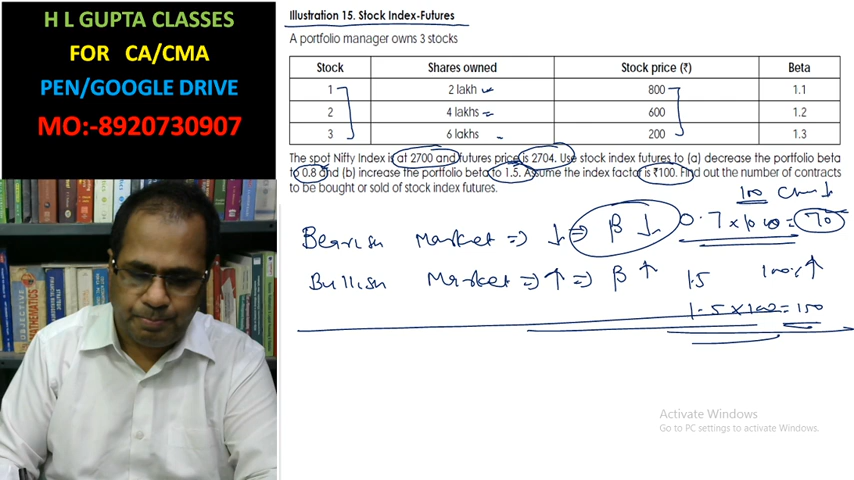 H L GUPTA CLASSES
FOR CA/CMA
PEN/GOOGLE DRIVE
MO:-8920730907
Illustration 15. Stock Index-Futures
A portfolio manager owns 3 stocks
Stock Shares owned Stock price (₹) Beta
1 2 lakh 800 1.1
2 4 lakhs 600 1.2
3 6 lakhs 200 1.3
The spot Nifty Index is at 2700 and futures price is 2704. Use stock index futures to (a) decrease the portfolio beta
to 0.8 and (b) increase the portfolio beta to 1.5. Assume the index factor is ₹100. Find out the number of contracts
to be bought or sold of stock index futures.
100 ↓
Bearish Market ⇒ ↓ ⇒ β ↓ 0.7 × 100 = 70
Bullish Market ⇒ ↑ ⇒ β ↑ 1.5 100% ↑
1.5 × 100 = 150
Activate Windows
Go to PC settings to activate Windows.
MATHEMATICS